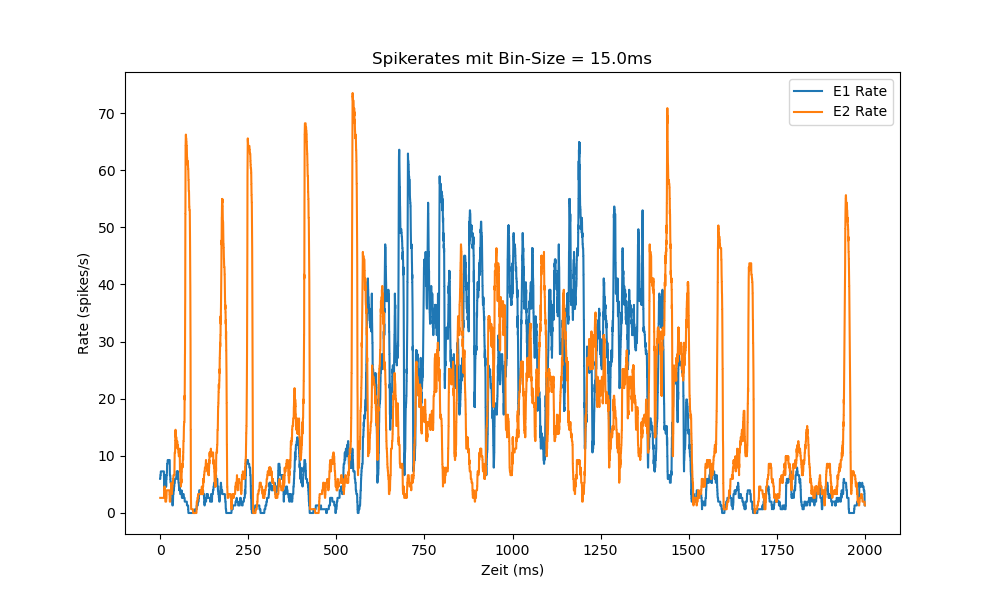 Spikerates mit Bin-Size = 15.0ms
E1 Rate
E2 Rate
70
60
50
40
30
20
10
0
Rate (spikes/s)
0 250 500 750 1000 1250 1500 1750 2000
Zeit (ms)